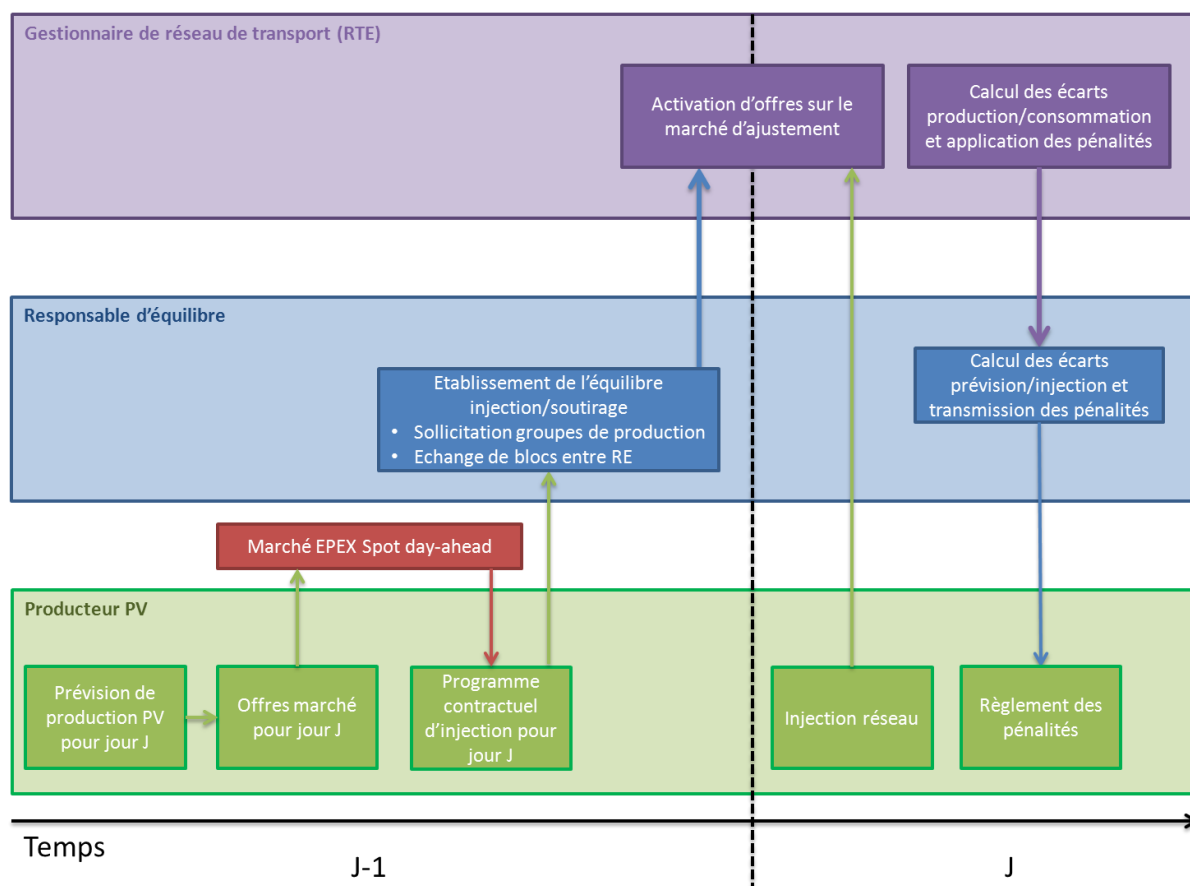 Gestionnaire de réseau de transport (RTE)
Activation d'offres sur le
marché d'ajustement
Calcul des écarts
production/consommation
et application des pénalités
Responsable d'équilibre
Etablissement de l'équilibre
injection/soutirage
• Sollicitation groupes de production
• Echange de blocs entre RE
Calcul des écarts
prévision/injection et
transmission des pénalités
Marché EPEX Spot day-ahead
Producteur PV
Prévision de
production PV
pour jour J
Offres marché
pour jour J
Programme
contractuel
d'injection pour
jour J
Injection réseau
Règlement des
pénalités
Temps
J-1
J